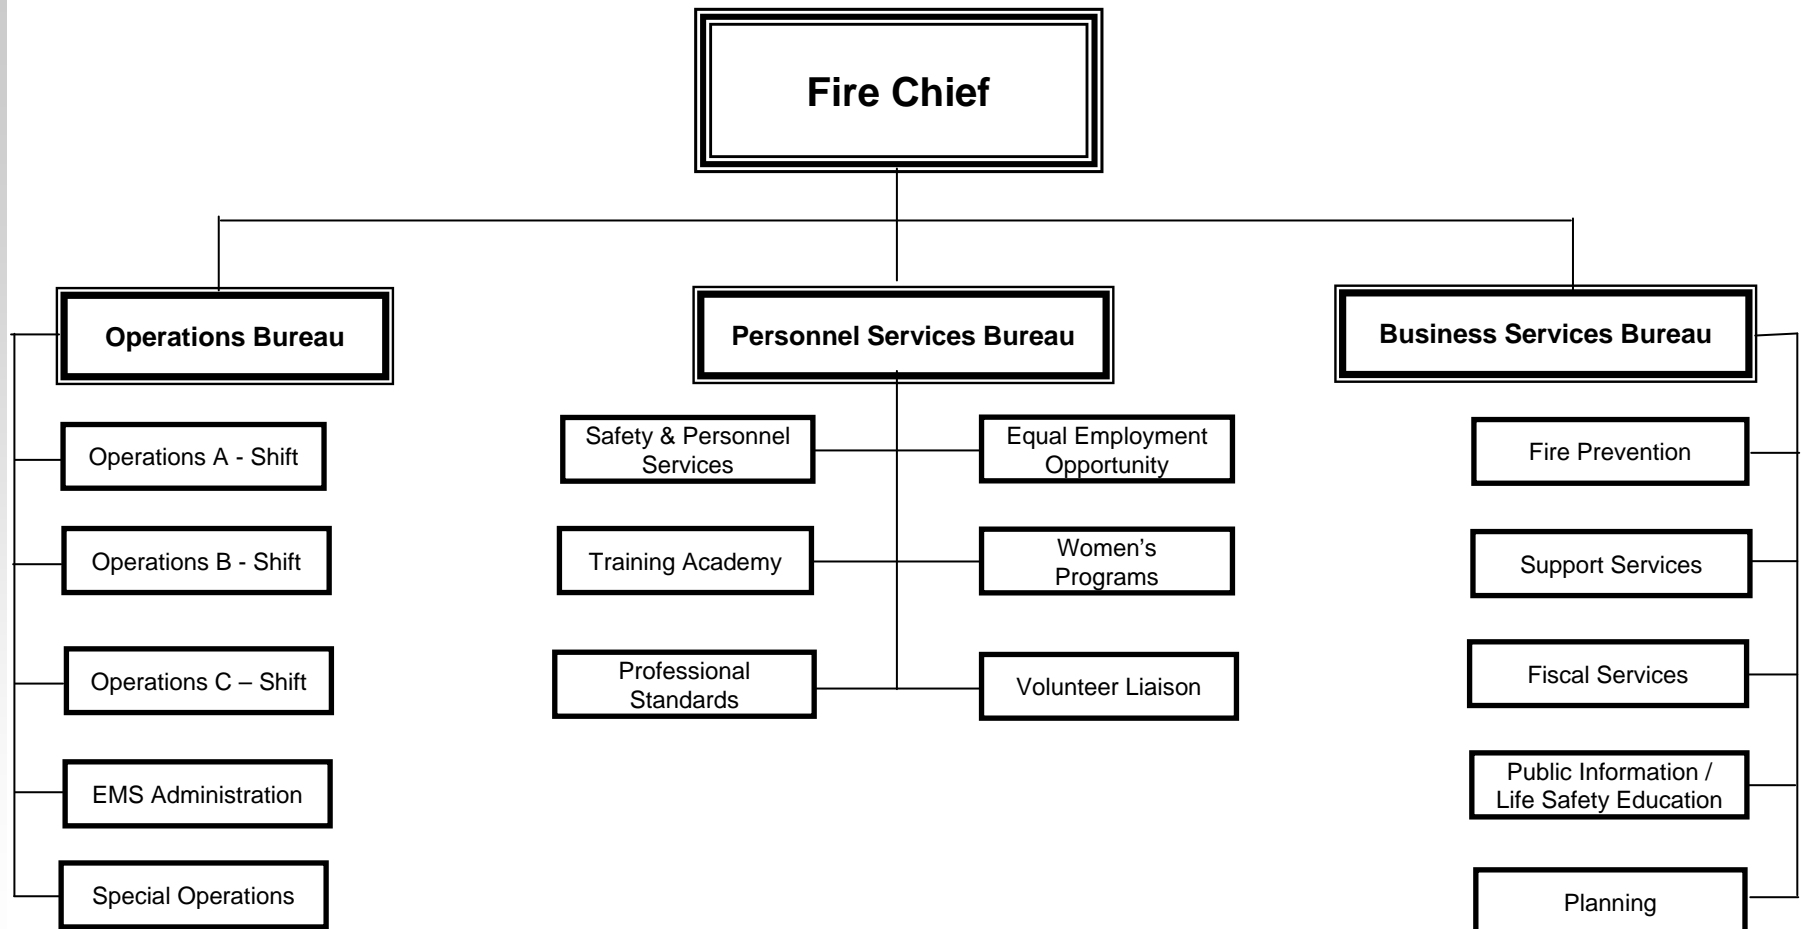 Fire Chief
Operations Bureau
Personnel Services Bureau
Business Services Bureau
Operations A - Shift
Operations B - Shift
Operations C – Shift
EMS Administration
Special Operations
Safety & Personnel
Services
Equal Employment
Opportunity
Training Academy
Women’s
Programs
Professional
Standards
Volunteer Liaison
Fire Prevention
Support Services
Fiscal Services
Public Information /
Life Safety Education
Planning